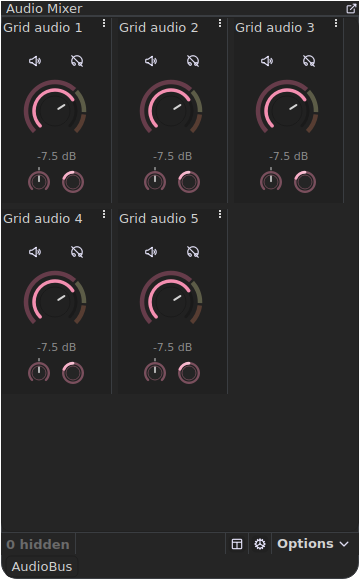 Audio Mixer
Grid audio 1
Grid audio 2
Grid audio 3
-7.5 dB
-7.5 dB
-7.5 dB
Grid audio 4
Grid audio 5
-7.5 dB
-7.5 dB
0 hidden
Options
AudioBus